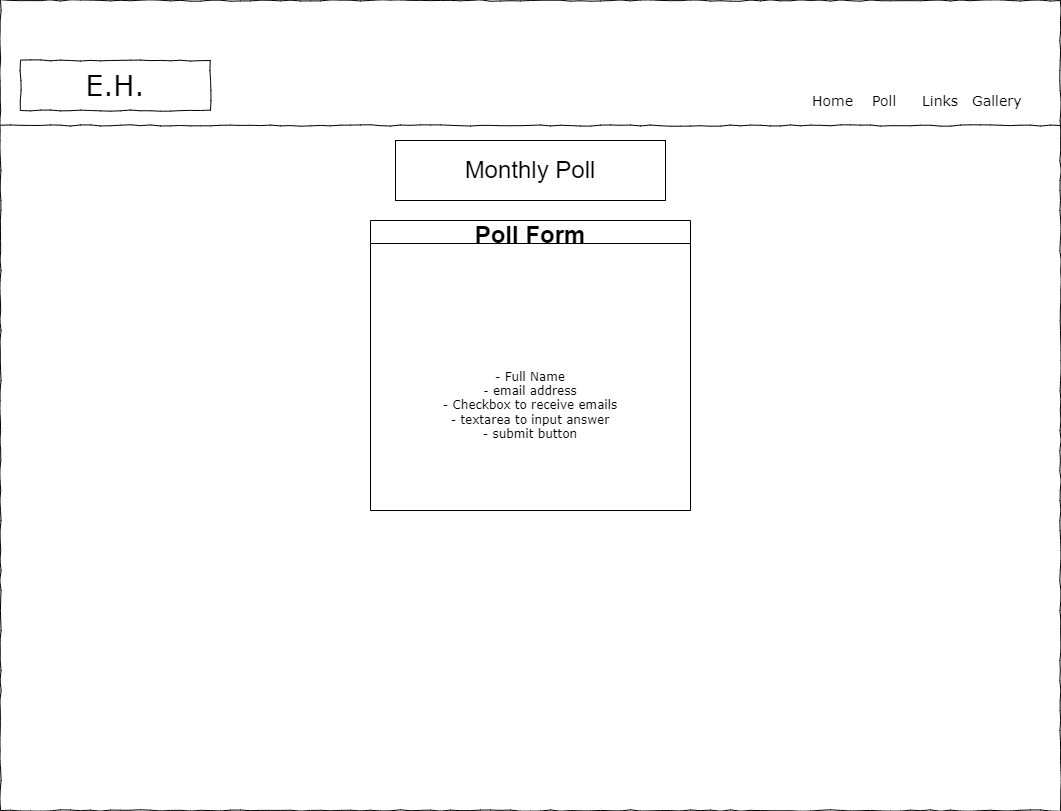 E.H.
Home Poll Links Gallery
Monthly Poll
Poll Form
- Full Name
- email address
- Checkbox to receive emails
- textarea to input answer
- submit button